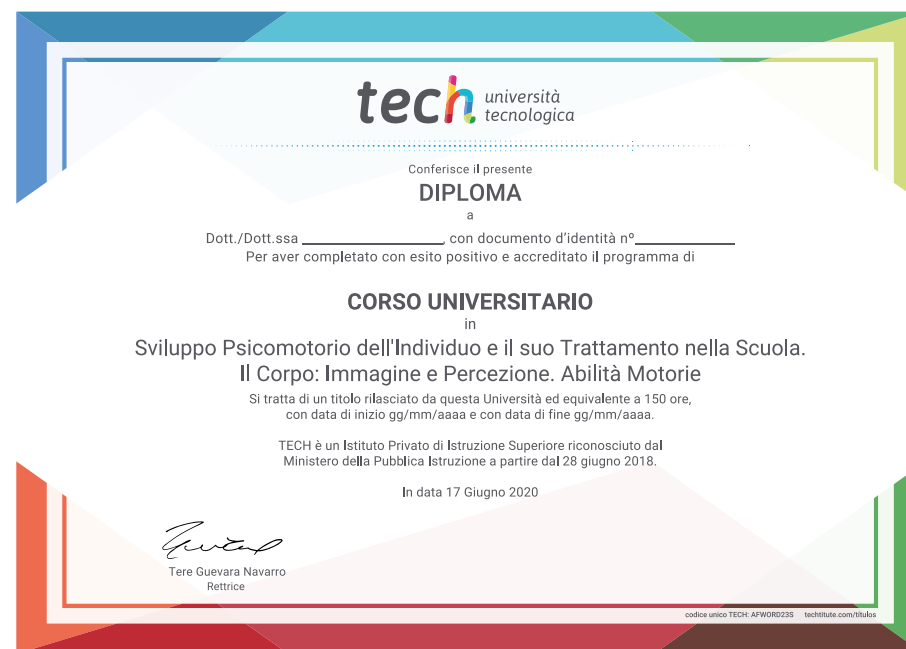 tech università
tecnologica
Conferisce il presente
DIPLOMA
a
Dott./Dott.ssa ____________________, con documento d'identità nº______________
Per aver completato con esito positivo e accreditato il programma di
CORSO UNIVERSITARIO
in
Sviluppo Psicomotorio dell'Individuo e il suo Trattamento nella Scuola.
Il Corpo: Immagine e Percezione. Abilità Motorie
Si tratta di un titolo rilasciato da questa Università ed equivalente a 150 ore,
con data di inizio gg/mm/aaaa e con data di fine gg/mm/aaaa.
TECH è un Istituto Privato di Istruzione Superiore riconosciuto dal
Ministero della Pubblica Istruzione a partire dal 28 giugno 2018.
In data 17 Giugno 2020
Tere Guevara Navarro
Rettrice
codice unico TECH: AFWORD23S techtitute.com/titulos